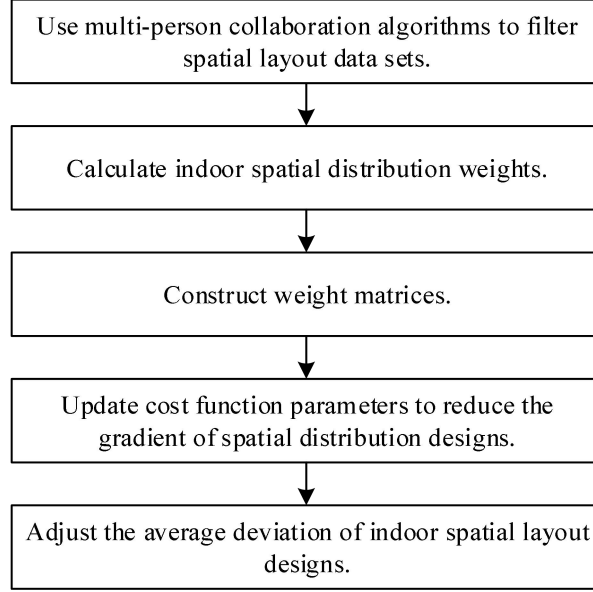 Use multi-person collaboration algorithms to filter
spatial layout data sets.
Calculate indoor spatial distribution weights.
Construct weight matrices.
Update cost function parameters to reduce the
gradient of spatial distribution designs.
Adjust the average deviation of indoor spatial layout
designs.